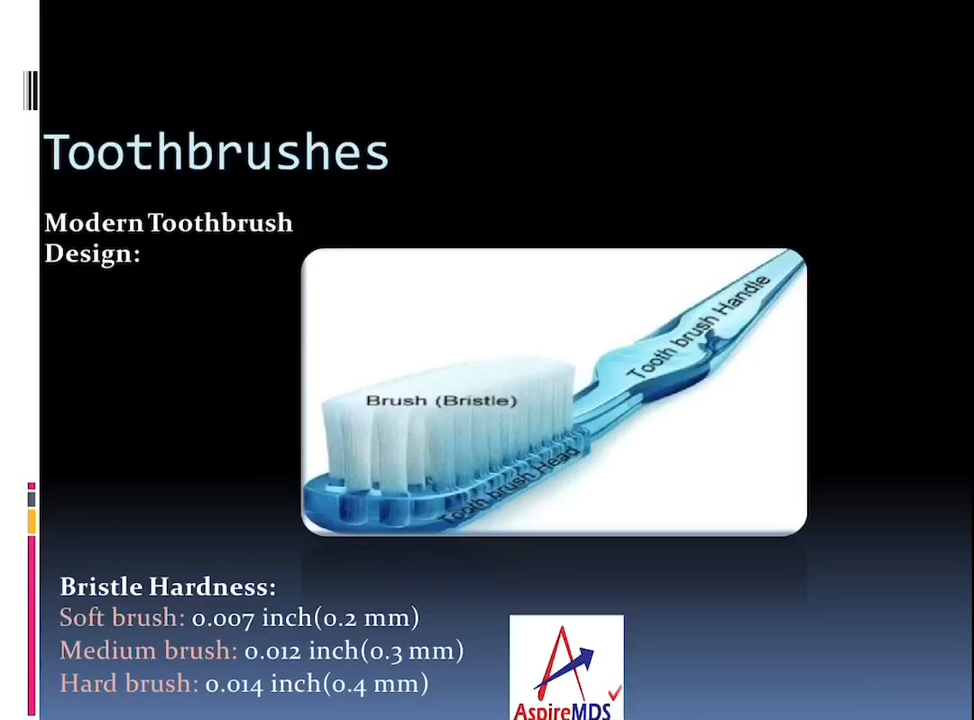 Toothbrushes
Modern Toothbrush
Design:
Tooth brush Handle
Brush (Bristle)
Tooth brush Head
Bristle Hardness:
Soft brush: 0.007 inch(0.2 mm)
Medium brush: 0.012 inch(0.3 mm)
Hard brush: 0.014 inch(0.4 mm)
AspireMDS